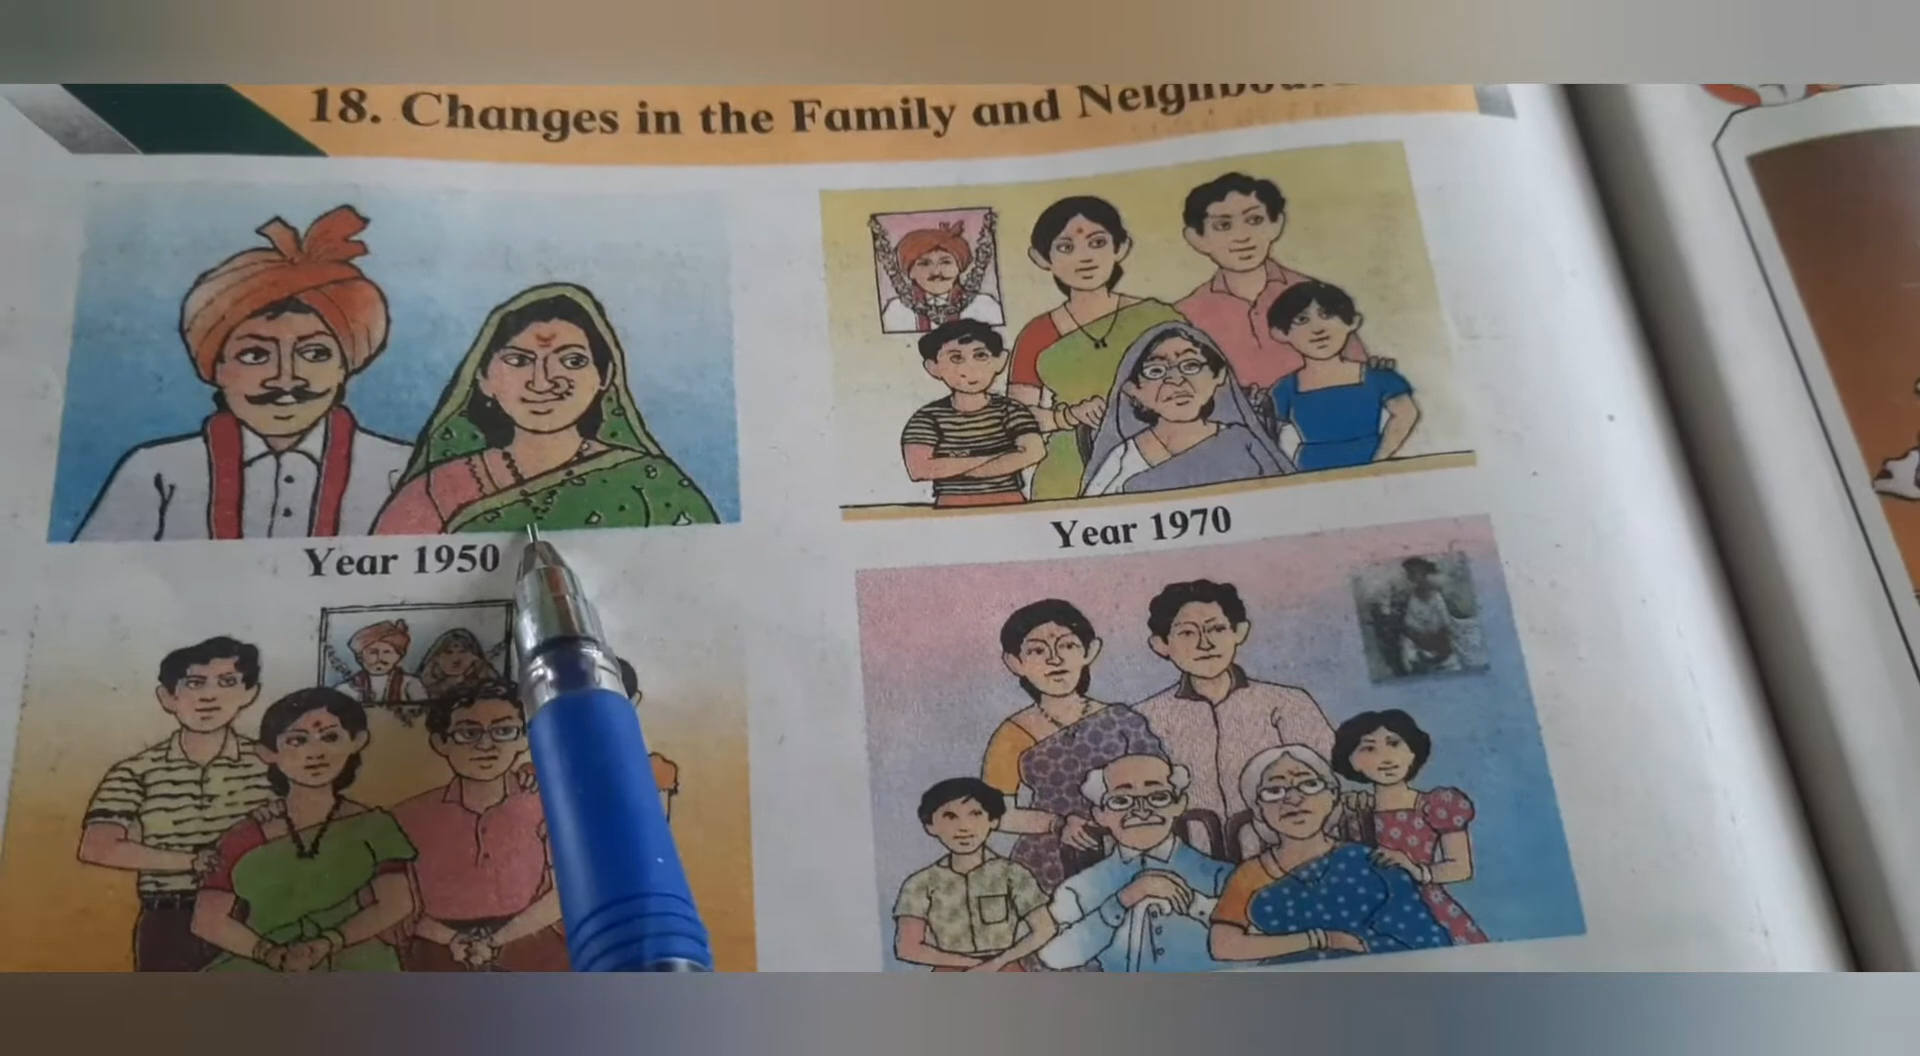 18. Changes in the Family and
Year 1950
Year 1970